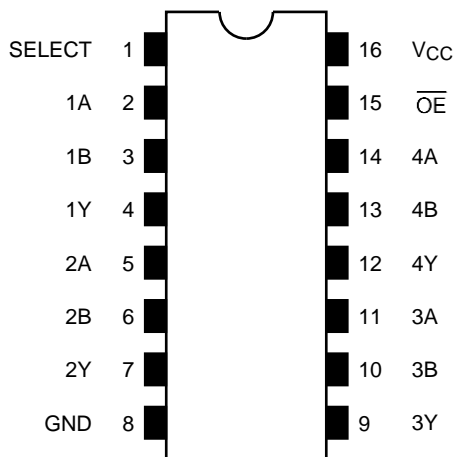 SELECT 1 16 VCC
1A 2 15 OE
1B 3 14 4A
1Y 4 13 4B
2A 5 12 4Y
2B 6 11 3A
2Y 7 10 3B
GND 8 9 3Y